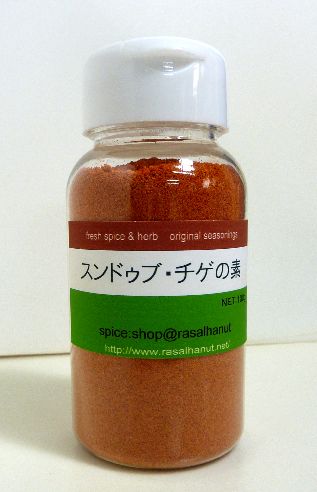 fresh spice & herb original seasonings
スンドゥブ・チゲの素
NET.
spice:shop@rasalhanut
http://www.rasalhanut.net/